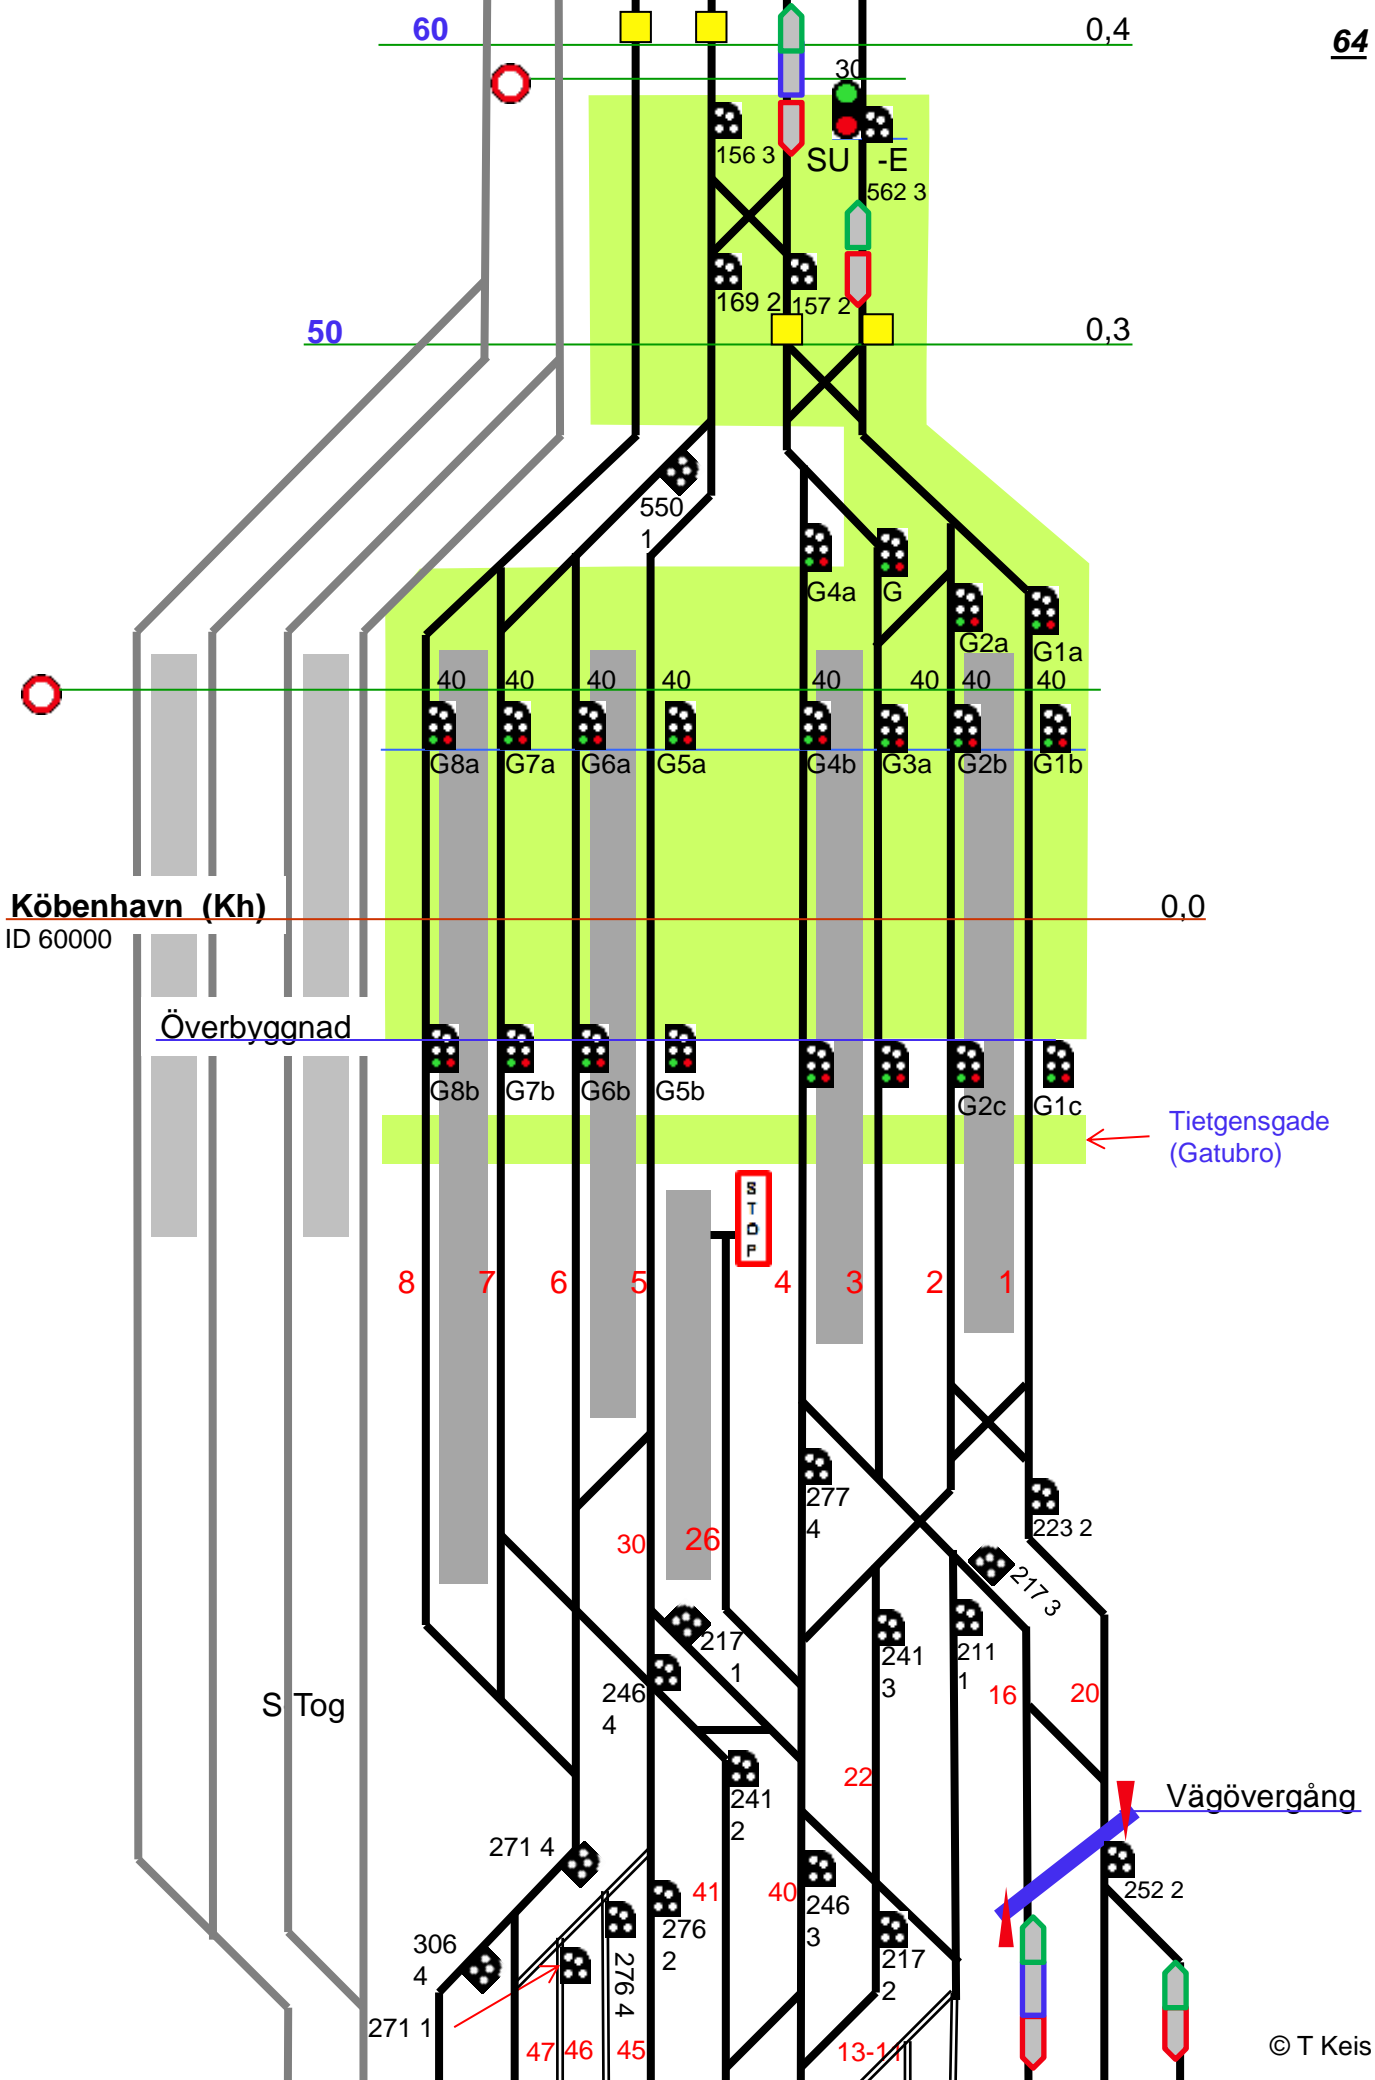 60
0,4
64
30
156 3
SU
-E
562 3
169 2
157 2
50
0,3
550
1
G4a
G
G2a
G1a
40
40
40
40
40
40
40
40
G8a
G7a
G6a
G5a
G4b
G3a
G2b
G1b
Köbenhavn (Kh)
0,0
ID 60000
Överbyggnad
G8b
G7b
G6b
G5b
G2c
G1c
Tietgensgade
(Gatubro)
S
T
O
P
8
7
6
5
4
3
2
1
277
4
223 2
30
26
217 3
217
1
241
3
211
1
246
4
16
20
S Tog
22
241
2
Vägövergång
271 4
41
40
246
3
252 2
276
2
306
4
276 4
217
2
271 1
47
46
45
13-11
© T Keis